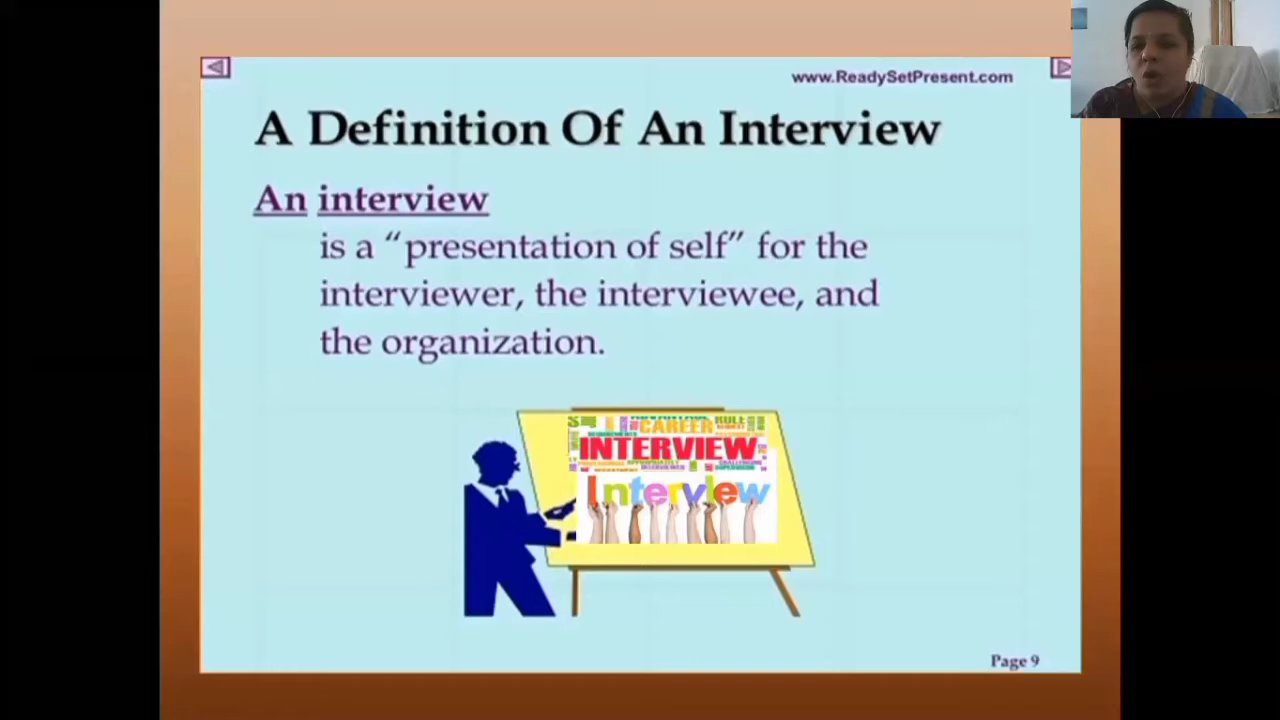 www.ReadySetPresent.com
A Definition Of An Interview
An interview
is a “presentation of self” for the
interviewer, the interviewee, and
the organization.
CAREER
RULE
INTERVIEW
Interview
Page 9